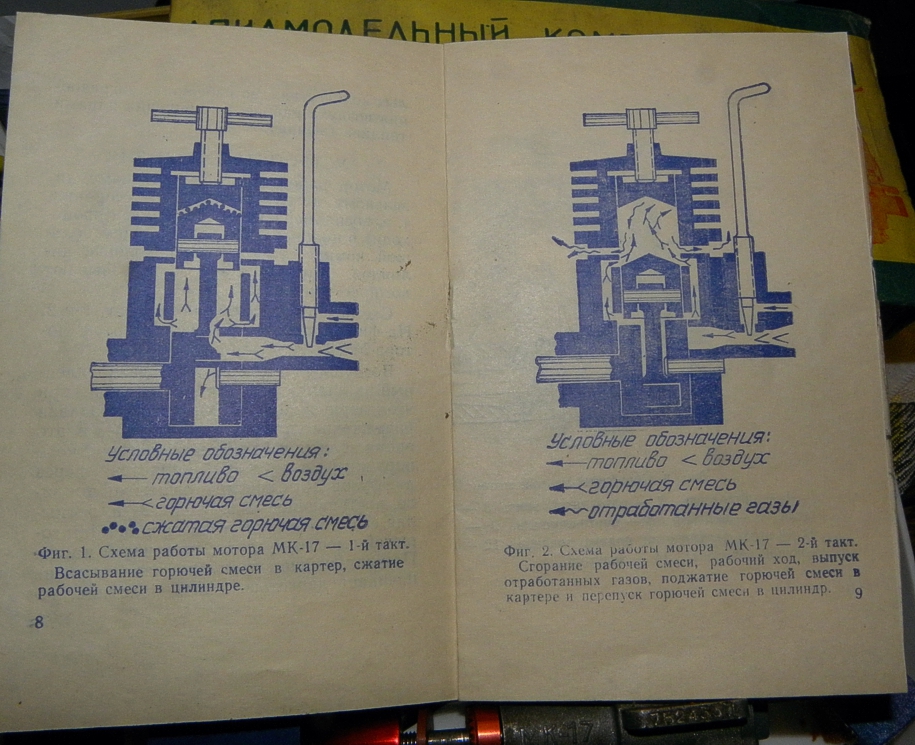 АВИАМОДЕЛЬНЫЙ
Условные обозначения:
топливо < воздух
горючая смесь
сжатая горючая смесь
Фиг. 1. Схема работы мотора МК-17 — 1-й такт.
Всасывание горючей смеси в картер, сжатие
рабочей смеси в цилиндре.
8
Условные обозначения:
топливо < воздух
горючая смесь
отработанные газы
Фиг. 2. Схема работы мотора МК-17 — 2-й такт.
Сгорание рабочей смеси, рабочий ход, выпуск
отработанных газов, поджатие горючей смеси в
картере и перепуск горючей смеси в цилиндр.
9